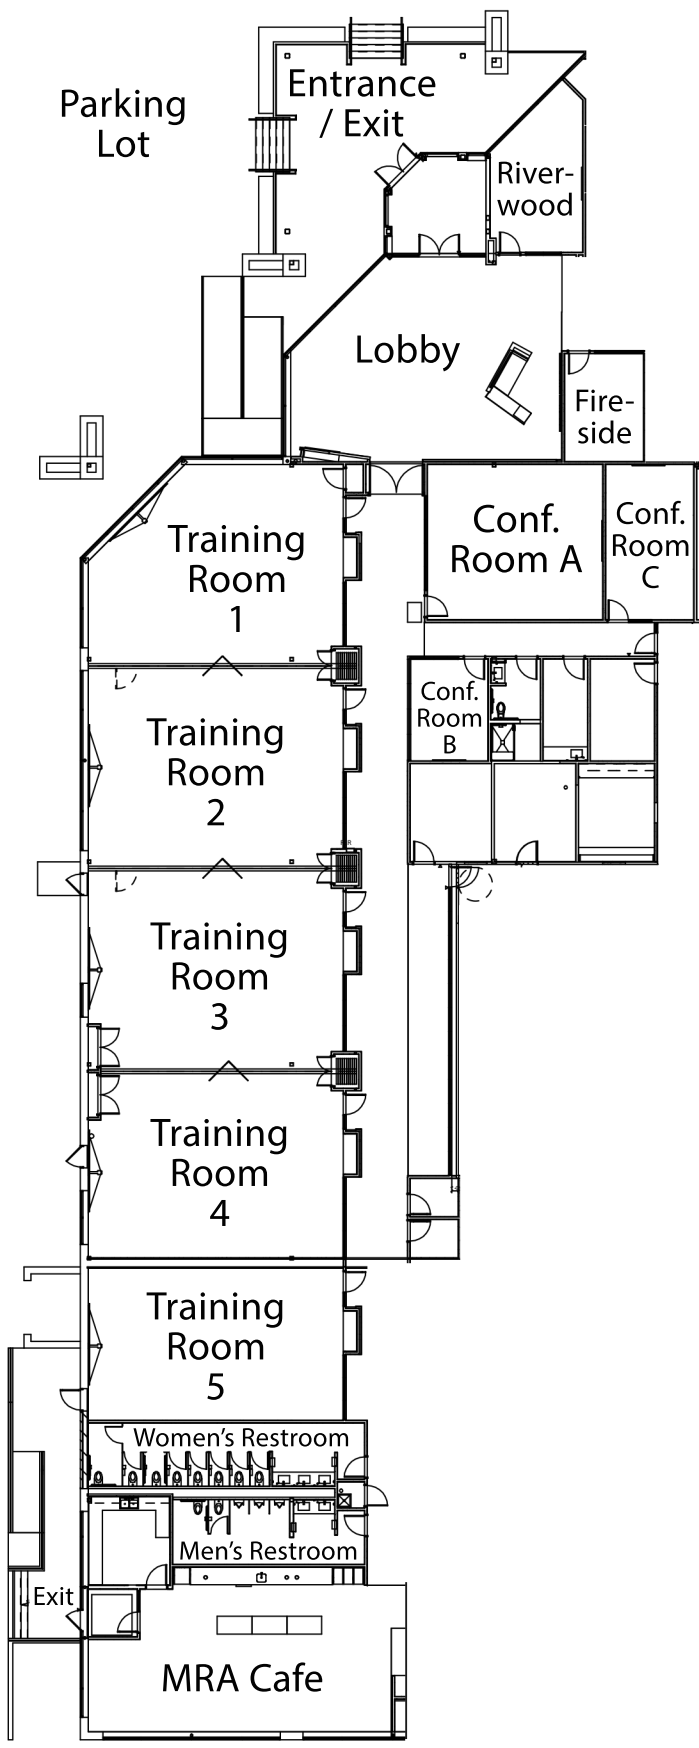 Parking
Lot
Entrance
/ Exit
River-
wood
Lobby
Fire-
side
Training
Room
1
Conf.
Room A
Conf.
Room
C
Training
Room
2
Conf.
Room
B
Training
Room
3
Training
Room
4
Training
Room
5
Women's Restroom
Men's Restroom
Exit
MRA Cafe